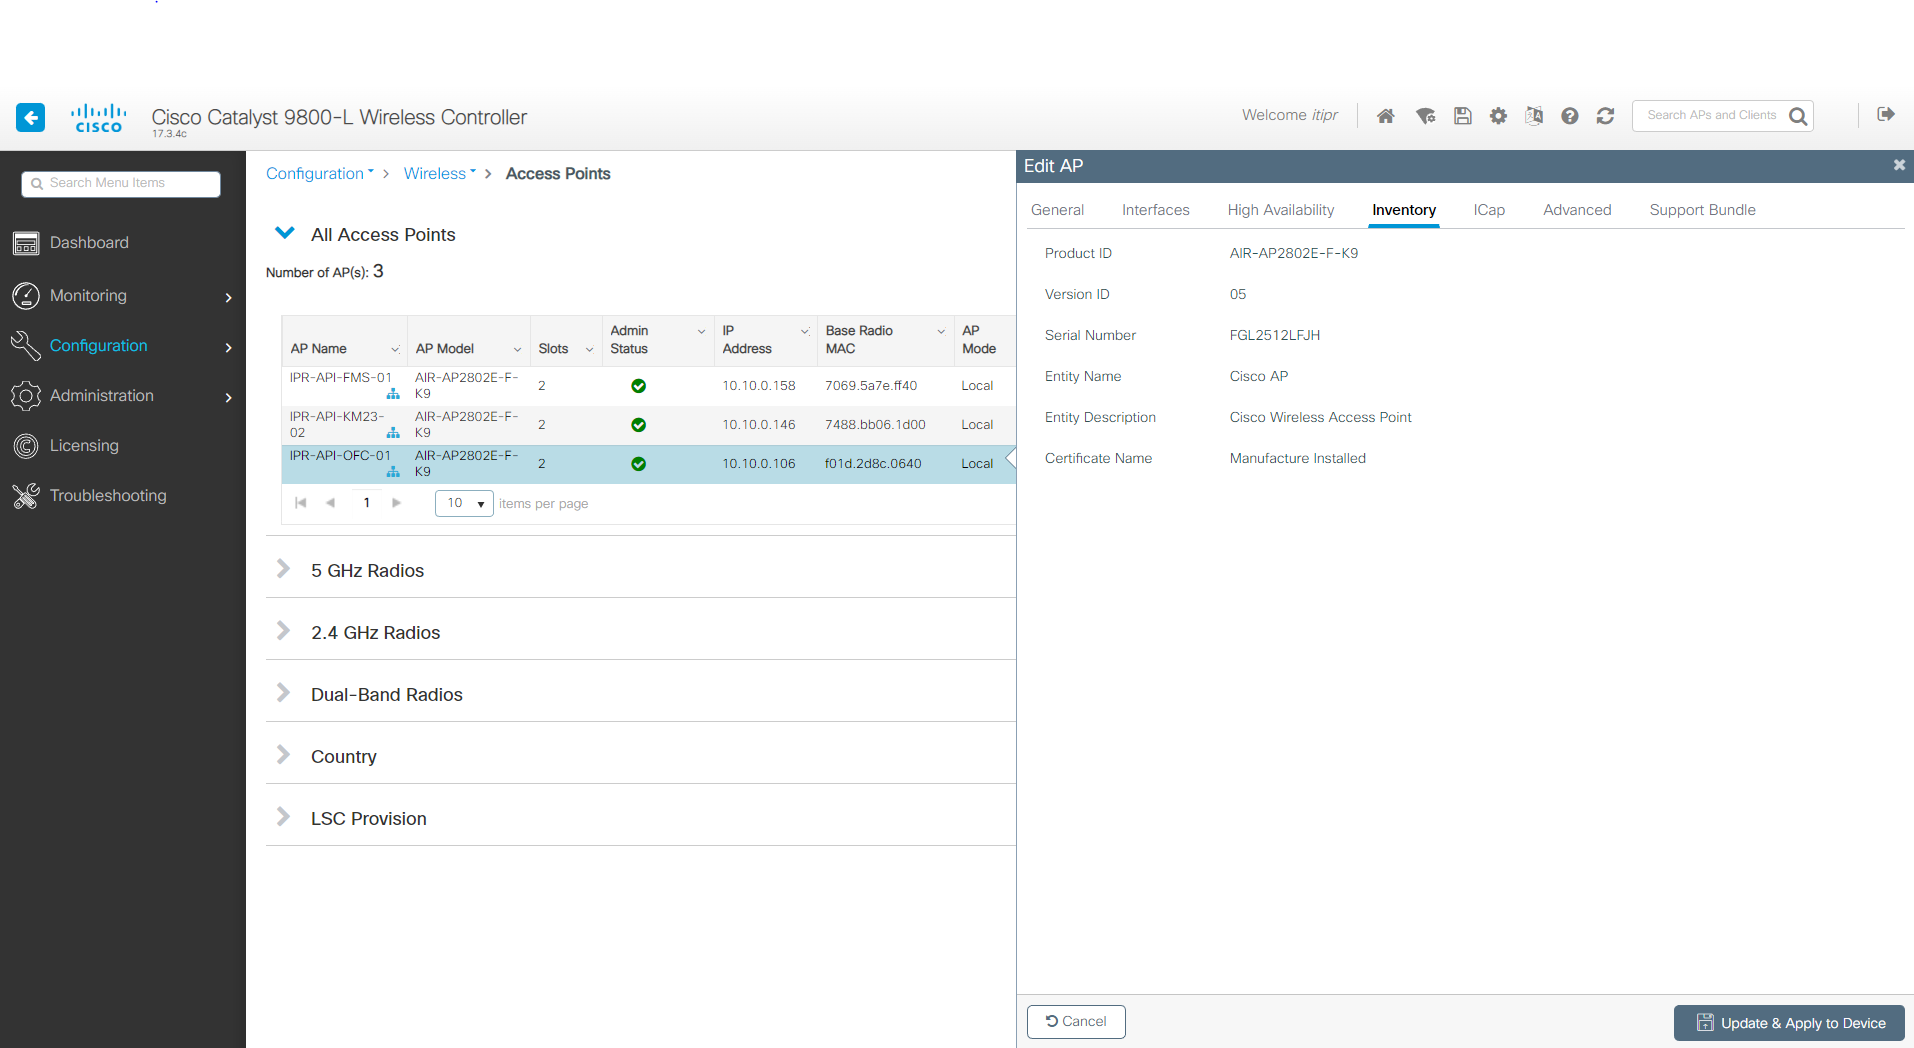 cisco
Cisco Catalyst 9800-L Wireless Controller
17.3.4c
Welcome itipr
Search APs and Clients
Search Menu Items
Dashboard
Monitoring
Configuration
Administration
Licensing
Troubleshooting
Configuration > Wireless > Access Points
All Access Points
Number of AP(s): 3
AP Name AP Model Slots Admin Status IP Address Base Radio MAC AP Mode
IPR-API-FMS-01 AIR-AP2802E-F-K9 2 10.10.0.158 7069.5a7e.ff40 Local
IPR-API-KM23-02 AIR-AP2802E-F-K9 2 10.10.0.146 7488.bb06.1d00 Local
IPR-API-OFC-01 AIR-AP2802E-F-K9 2 10.10.0.106 f01d.2d8c.0640 Local
1 10 items per page
5 GHz Radios
2.4 GHz Radios
Dual-Band Radios
Country
LSC Provision
Edit AP
General Interfaces High Availability Inventory ICap Advanced Support Bundle
Product ID AIR-AP2802E-F-K9
Version ID 05
Serial Number FGL2512LFJH
Entity Name Cisco AP
Entity Description Cisco Wireless Access Point
Certificate Name Manufacture Installed
Cancel
Update & Apply to Device